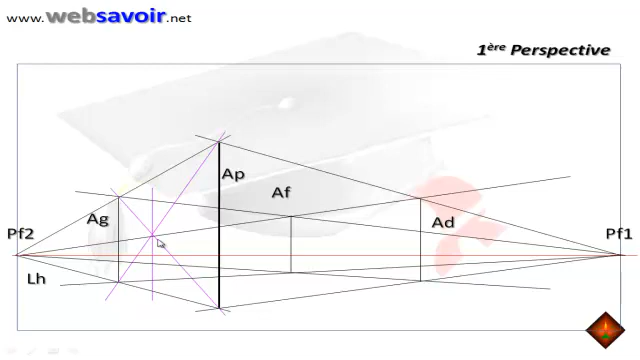 www.websavoir.net
1ère Perspective
Ap
Af
Ag
Ad
Pf2
Pf1
Lh